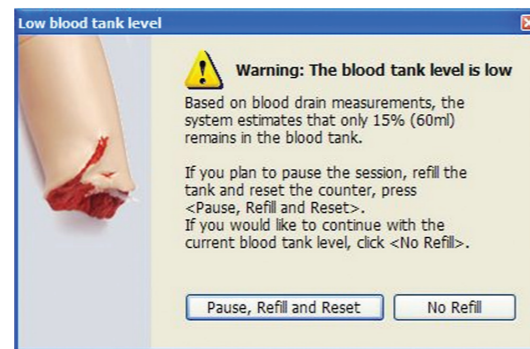 Low blood tank level
Warning: The blood tank level is low
Based on blood drain measurements, the
system estimates that only 15% (60ml)
remains in the blood tank.
If you plan to pause the session, refill the
tank and reset the counter, press
<Pause, Refill and Reset>.
If you would like to continue with the
current blood tank level, click <No Refill>.
Pause, Refill and Reset
No Refill